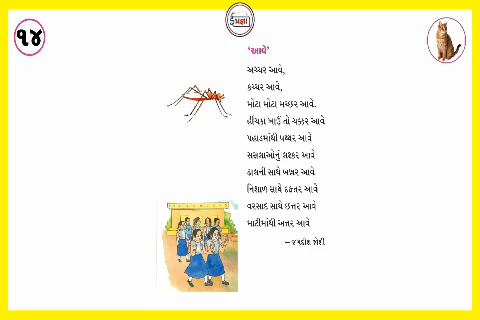 પ્રજ્ઞા
૧૪
‘આવે’
અચ્ચર આવે,
કચ્ચર આવે,
મોટા મોટા મચ્છર આવે.
હીંચકા ખાઉં તો ચક્કર આવે
પહાડમાંથી પથ્થર આવે
સસલાઓનું લશ્કર આવે
ઢાલની સાથે બખ્તર આવે
નિશાળ સાથે દફતર આવે
વરસાદ સાથે છત્તર આવે
માટીમાંથી અત્તર આવે
– જગદીશ જોશી